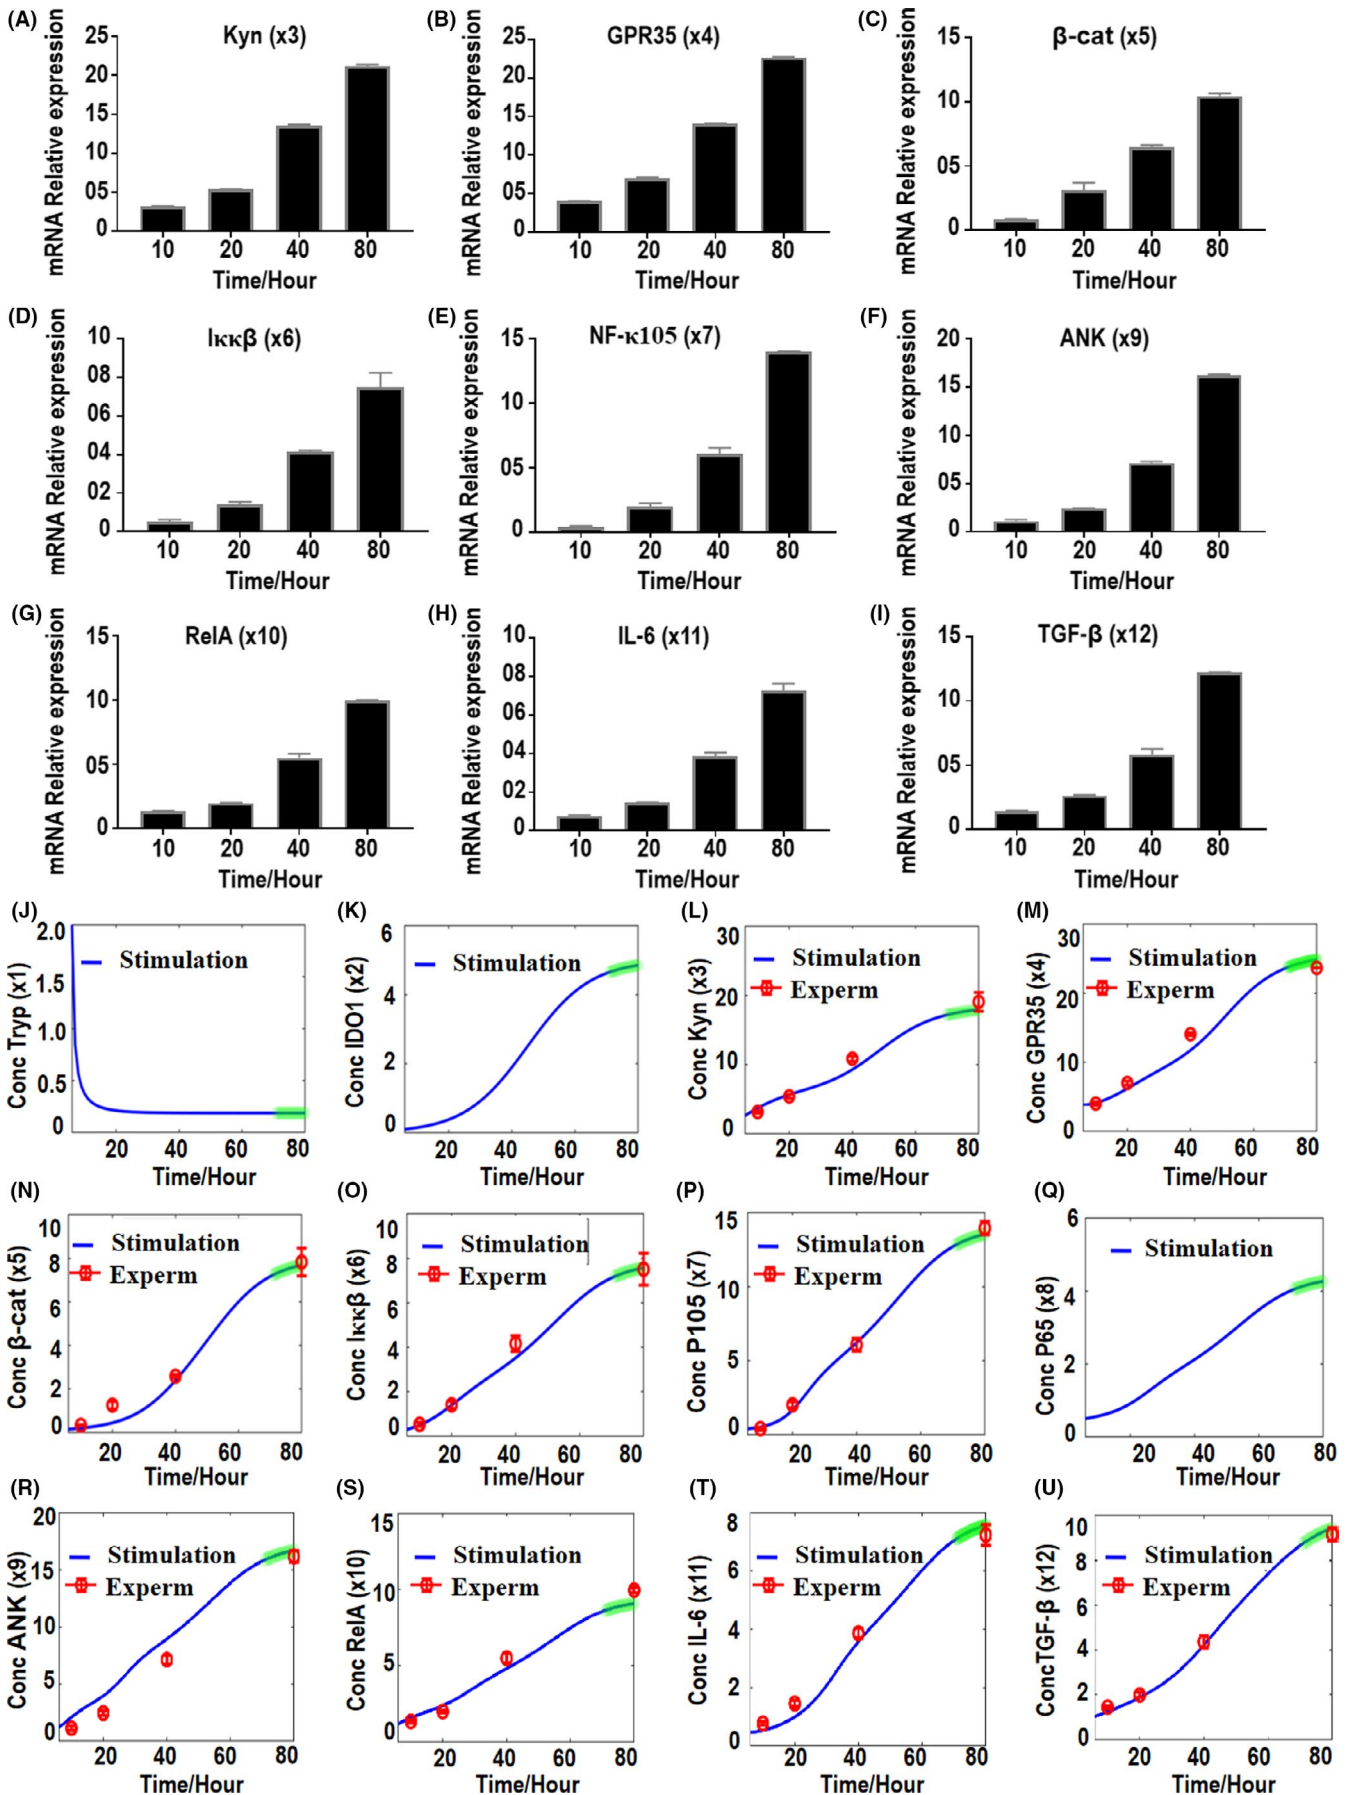 (A)
Kyn (x3)
mRNA Relative expression
25
20
15
10
05
0
10 20 40 80
Time/Hour
(B)
GPR35 (x4)
mRNA Relative expression
25
20
15
10
05
0
10 20 40 80
Time/Hour
(C)
β-cat (x5)
mRNA Relative expression
15
10
05
0
10 20 40 80
Time/Hour
(D)
Iκκβ (x6)
mRNA Relative expression
10
08
06
04
02
0
10 20 40 80
Time/Hour
(E)
NF-κ105 (x7)
mRNA Relative expression
15
10
05
0
10 20 40 80
Time/Hour
(F)
ANK (x9)
mRNA Relative expression
20
15
10
05
0
10 20 40 80
Time/Hour
(G)
RelA (x10)
mRNA Relative expression
15
10
05
0
10 20 40 80
Time/Hour
(H)
IL-6 (x11)
mRNA Relative expression
10
08
06
04
02
0
10 20 40 80
Time/Hour
(I)
TGF-β (x12)
mRNA Relative expression
15
10
05
0
10 20 40 80
Time/Hour
(J)
Conc Tryp (x1)
2.0
1.5
1.0
0.5
0
Stimulation
20 40 60 80
Time/Hour
(K)
Conc IDO1 (x2)
6
4
2
0
Stimulation
20 40 60 80
Time/Hour
(L)
Conc Kyn (x3)
30
20
10
0
Stimulation
Experm
20 40 60 80
Time/Hour
(M)
Conc GPR35 (x4)
30
20
10
0
Stimulation
Experm
20 40 60 80
Time/Hour
(N)
Conc β-cat (x5)
10
8
6
4
2
0
Stimulation
Experm
20 40 60 80
Time/Hour
(O)
Conc Iκκβ (x6)
10
8
6
4
2
0
Stimulation
Experm
20 40 60 80
Time/Hour
(P)
Conc P105 (x7)
15
10
5
0
Stimulation
Experm
20 40 60 80
Time/Hour
(Q)
Conc P65 (x8)
6
4
2
0
Stimulation
20 40 60 80
Time/Hour
(R)
Conc ANK (x9)
20
15
10
5
0
Stimulation
Experm
20 40 60 80
Time/Hour
(S)
Conc RelA (x10)
15
10
5
0
Stimulation
Experm
20 40 60 80
Time/Hour
(T)
Conc IL-6 (x11)
8
6
4
2
0
Stimulation
Experm
20 40 60 80
Time/Hour
(U)
ConcTGF-β (x12)
10
8
6
4
2
0
Stimulation
Experm
20 40 60 80
Time/Hour